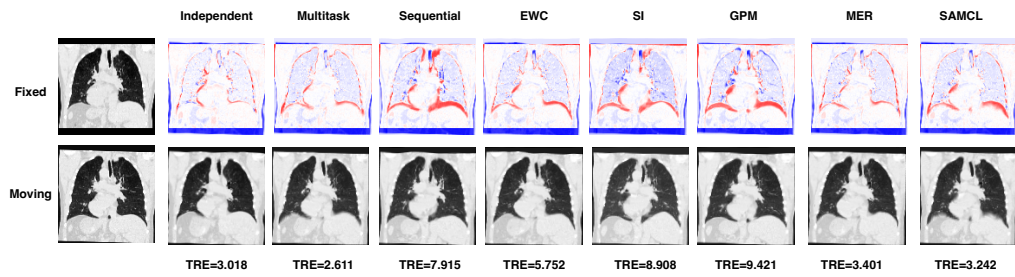 Independent Multitask Sequential EWC SI GPM MER SAMCL
Fixed
Moving
TRE=3.018 TRE=2.611 TRE=7.915 TRE=5.752 TRE=8.908 TRE=9.421 TRE=3.401 TRE=3.242